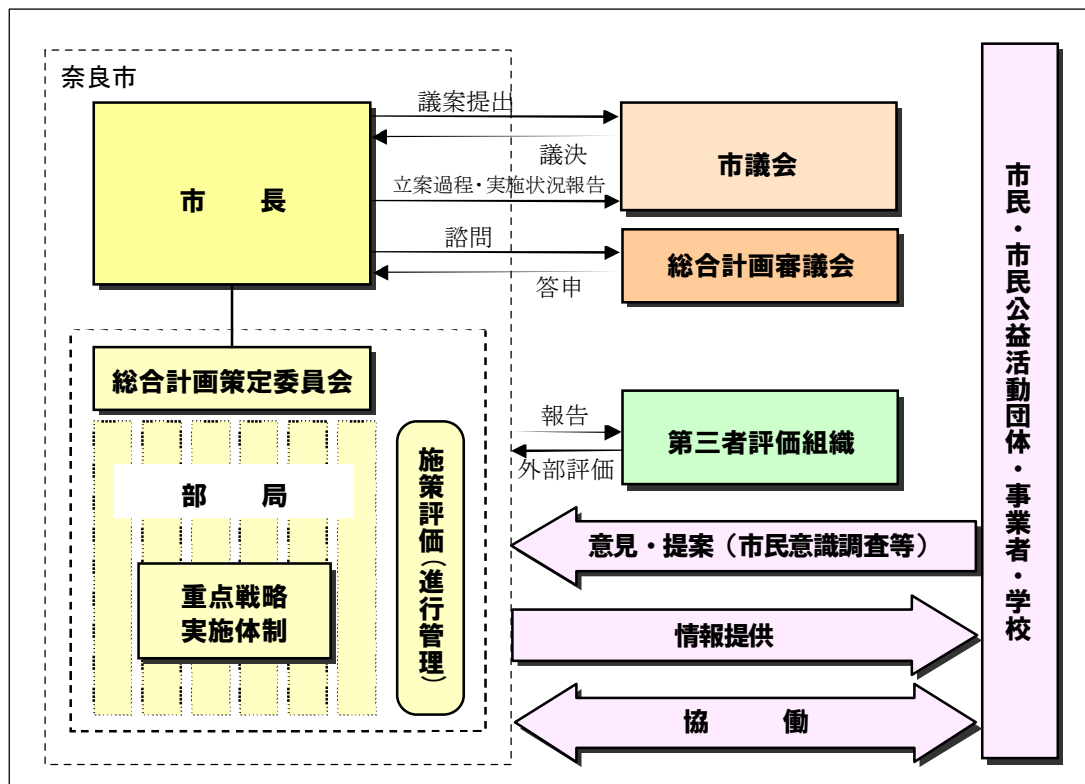 奈良市
市　　長
議案提出
議決
立案過程・実施状況報告
諮問
答申
市議会
総合計画審議会
総合計画策定委員会
部　　局
重点戦略
実施体制
施策評価（進行管理）
報告
外部評価
第三者評価組織
意見・提案（市民意識調査等）
情報提供
協　　働
市民・市民公益活動団体・事業者・学校